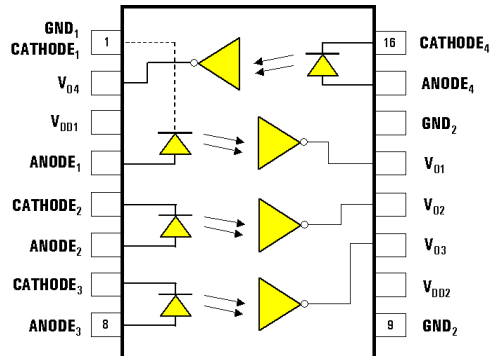 GND1
CATHODE1
1
VO4
VDD1
ANODE1
CATHODE2
ANODE2
CATHODE3
ANODE3
8
16
CATHODE4
ANODE4
GND2
VO1
VO2
VO3
VDD2
9
GND2